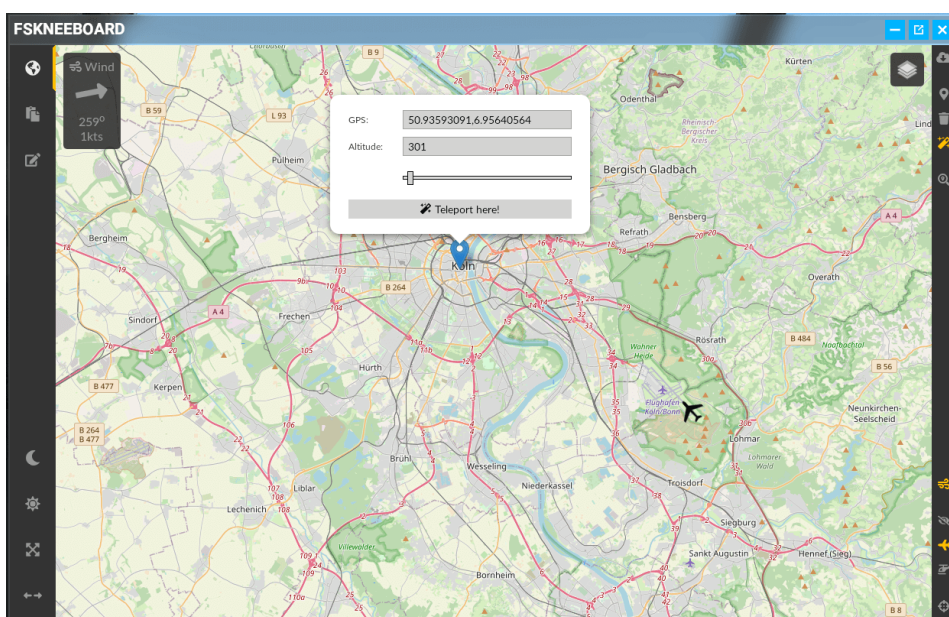 FSKNEEBOARD
Wind
259°
1kts
GPS:
50.93593091,6.95640564
Altitude:
301
Teleport here!
B 9
Kürten
B 59
L 93
Odenthal
Rheinisch-
Bergischer
Kreis
Lind
Pulheim
Bergisch Gladbach
Bensberg
Refrath
A 4
Bergheim
Köln
Overath
B 264
Sindorf
A 4
Frechen
Rösrath
B 484
Wahner
Heide
Hürth
B 56
B 477
Kerpen
Flughafen
Köln/Bonn
Neunkirchen-
Seelscheid
B 264
B 477
Lohmar
Brühl
Wesseling
Lohmarer
Wald
Niederkassel
Troisdorf
Liblar
Lechenich
Siegburg
Sankt Augustin
Hennef (Sieg)
Bornheim
B 8